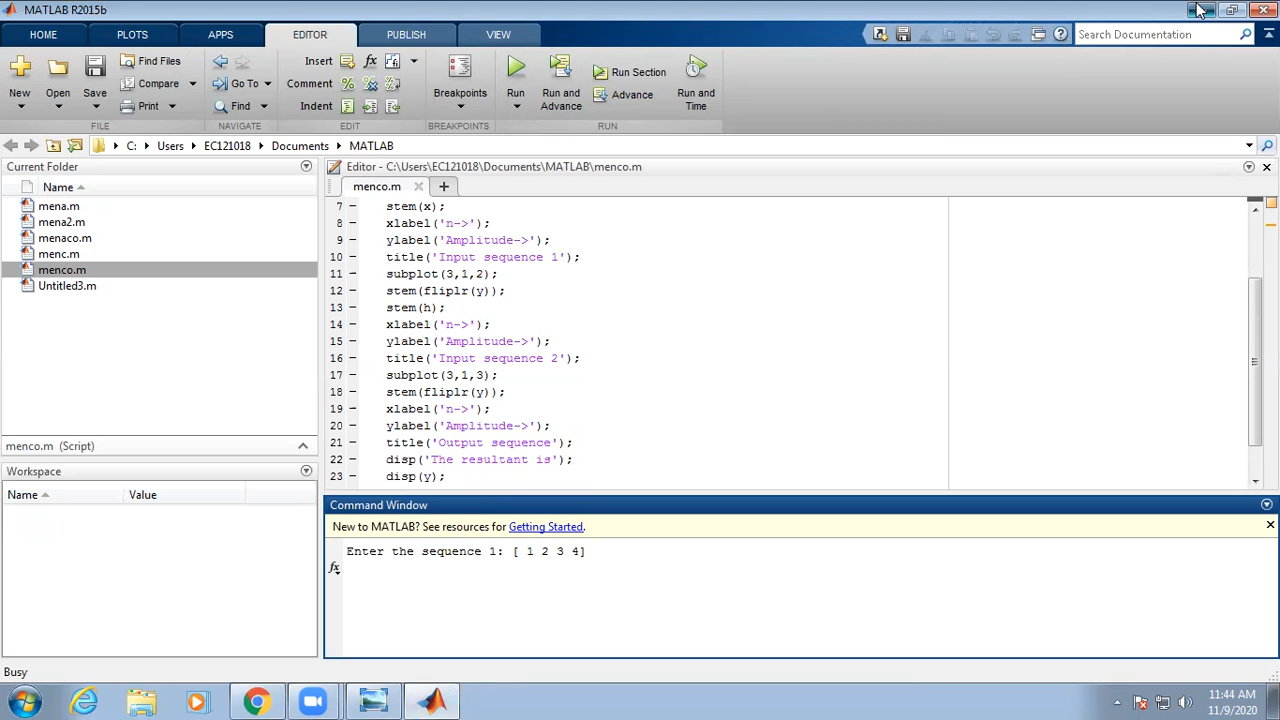 MATLAB R2015b
HOME PLOTS APPS EDITOR PUBLISH VIEW
Search Documentation
New Open Save Find Files Compare Print
Go To Find
Insert fx
Comment
Indent
Breakpoints
Run Run and Advance Run Section Advance Run and Time
FILE NAVIGATE EDIT BREAKPOINTS RUN
C: Users EC121018 Documents MATLAB
Current Folder
Name
mena.m
mena2.m
menaco.m
menc.m
menco.m
Untitled3.m
menco.m (Script)
Workspace
Name Value
Editor - C:\Users\EC121018\Documents\MATLAB\menco.m
menco.m
7 - stem(x);
8 - xlabel('n->');
9 - ylabel('Amplitude->');
10 - title('Input sequence 1');
11 - subplot(3,1,2);
12 - stem(fliplr(y));
13 - stem(h);
14 - xlabel('n->');
15 - ylabel('Amplitude->');
16 - title('Input sequence 2');
17 - subplot(3,1,3);
18 - stem(fliplr(y));
19 - xlabel('n->');
20 - ylabel('Amplitude->');
21 - title('Output sequence');
22 - disp('The resultant is');
23 - disp(y);
Command Window
New to MATLAB? See resources for Getting Started.
Enter the sequence 1: [ 1 2 3 4]
fx
Busy
11:44 AM
11/9/2020